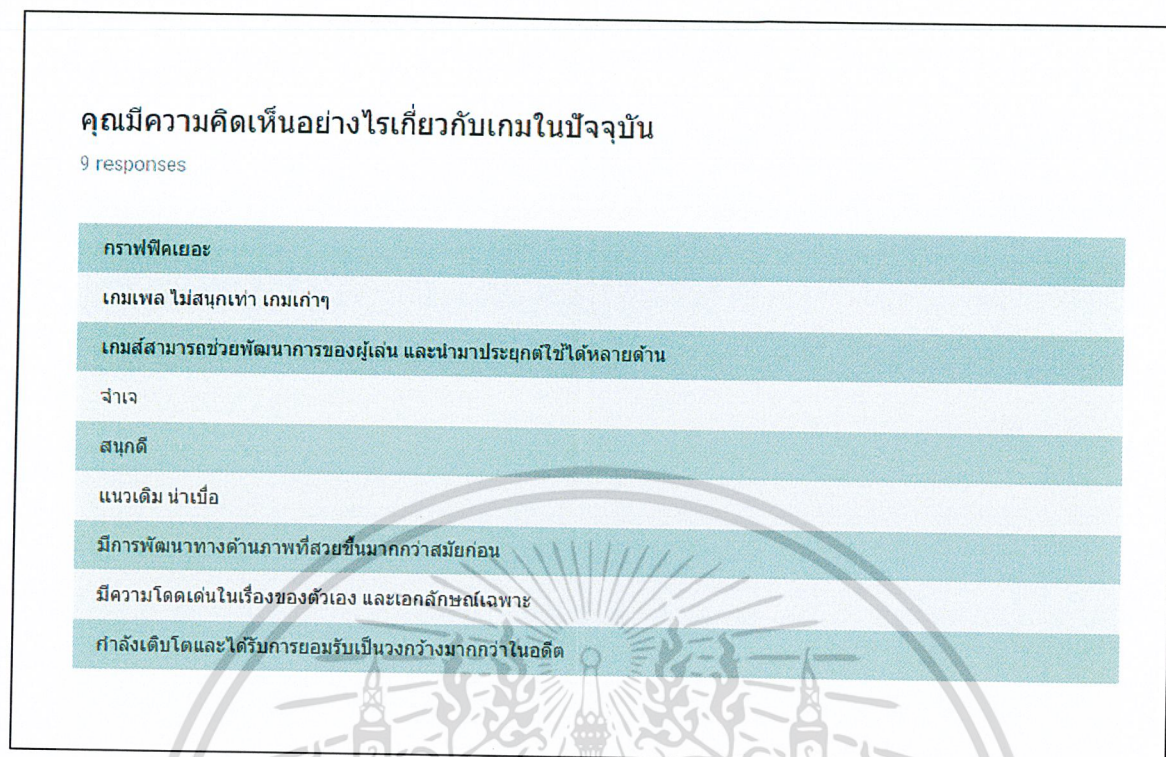 คุณมีความคิดเห็นอย่างไรเกี่ยวกับเกมในปัจจุบัน
9 responses
กราฟฟิคเยอะ
เกมเพล ไม่สนุกเท่า เกมเก่าๆ
เกมส์สามารถช่วยพัฒนาการของผู้เล่น และนำมาประยุกต์ใช้ได้หลายด้าน
จำเจ
สนุกดี
แนวเดิม น่าเบื่อ
มีการพัฒนาทางด้านภาพที่สวยขึ้นมากกว่าสมัยก่อน
มีความโดดเด่นในเรื่องของตัวเอง และเอกลักษณ์เฉพาะ
กำลังเติบโตและได้รับการยอมรับเป็นวงกว้างมากกว่าในอดีต